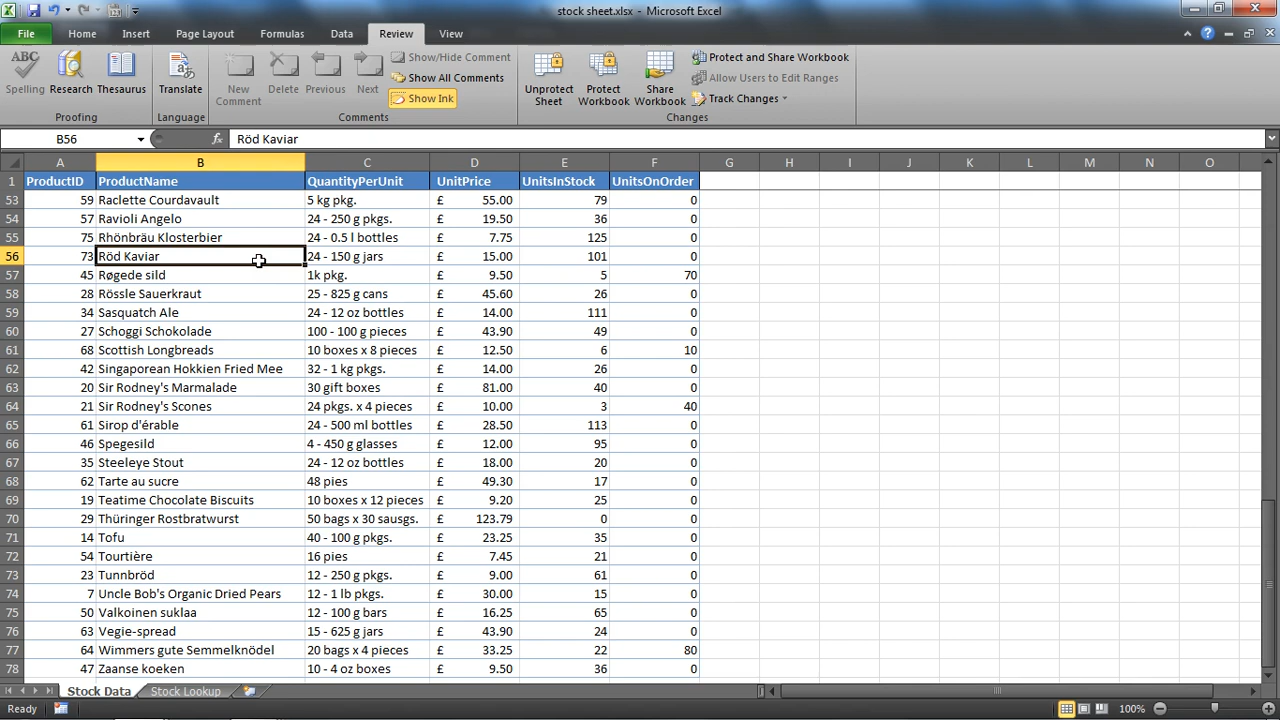 stock sheet.xlsx - Microsoft Excel
File Home Insert Page Layout Formulas Data Review View
ABC
Spelling Research Thesaurus
Proofing
Translate
Language
New Comment Delete Previous Next
Show/Hide Comment
Show All Comments
Show Ink
Comments
Unprotect Sheet Protect Workbook Share Workbook
Protect and Share Workbook
Allow Users to Edit Ranges
Track Changes
Changes
B56 fx Röd Kaviar
A B C D E F G H I J K L M N O
1 ProductID ProductName QuantityPerUnit UnitPrice UnitsInStock UnitsOnOrder
53 59 Raclette Courdavault 5 kg pkg. £ 55.00 79 0
54 57 Ravioli Angelo 24 - 250 g pkgs. £ 19.50 36 0
55 75 Rhönbräu Klosterbier 24 - 0.5 l bottles £ 7.75 125 0
56 73 Röd Kaviar 24 - 150 g jars £ 15.00 101 0
57 45 Røgede sild 1k pkg. £ 9.50 5 70
58 28 Rössle Sauerkraut 25 - 825 g cans £ 45.60 26 0
59 34 Sasquatch Ale 24 - 12 oz bottles £ 14.00 111 0
60 27 Schoggi Schokolade 100 - 100 g pieces £ 43.90 49 0
61 68 Scottish Longbreads 10 boxes x 8 pieces £ 12.50 6 10
62 42 Singaporean Hokkien Fried Mee 32 - 1 kg pkgs. £ 14.00 26 0
63 20 Sir Rodney's Marmalade 30 gift boxes £ 81.00 40 0
64 21 Sir Rodney's Scones 24 pkgs. x 4 pieces £ 10.00 3 40
65 61 Sirop d'érable 24 - 500 ml bottles £ 28.50 113 0
66 46 Spegesild 4 - 450 g glasses £ 12.00 95 0
67 35 Steeleye Stout 24 - 12 oz bottles £ 18.00 20 0
68 62 Tarte au sucre 48 pies £ 49.30 17 0
69 19 Teatime Chocolate Biscuits 10 boxes x 12 pieces £ 9.20 25 0
70 29 Thüringer Rostbratwurst 50 bags x 30 sausgs. £ 123.79 0 0
71 14 Tofu 40 - 100 g pkgs. £ 23.25 35 0
72 54 Tourtière 16 pies £ 7.45 21 0
73 23 Tunnbröd 12 - 250 g pkgs. £ 9.00 61 0
74 7 Uncle Bob's Organic Dried Pears 12 - 1 lb pkgs. £ 30.00 15 0
75 50 Valkoinen suklaa 12 - 100 g bars £ 16.25 65 0
76 63 Vegie-spread 15 - 625 g jars £ 43.90 24 0
77 64 Wimmers gute Semmelknödel 20 bags x 4 pieces £ 33.25 22 80
78 47 Zaanse koeken 10 - 4 oz boxes £ 9.50 36 0
Stock Data Stock Lookup
Ready 100%